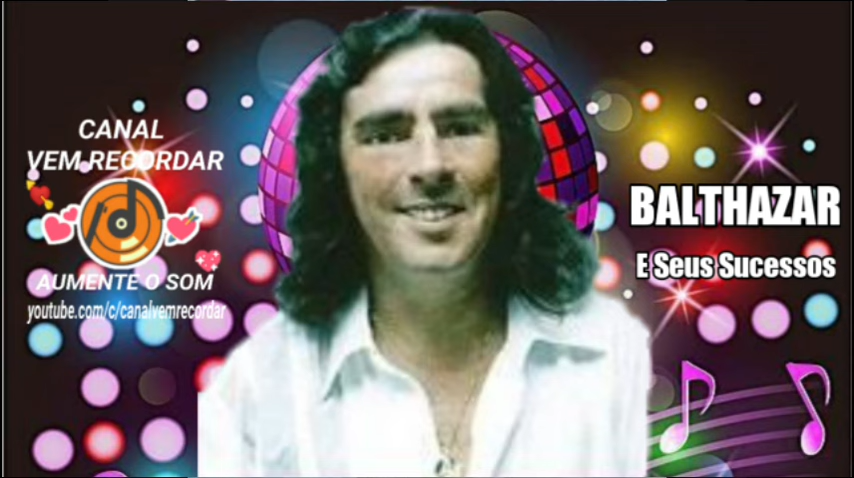 CANAL
VEM RECORDAR
AUMENTE O SOM
youtube.com/c/canalvemrecordar
BALTHAZAR
E Seus Sucessos